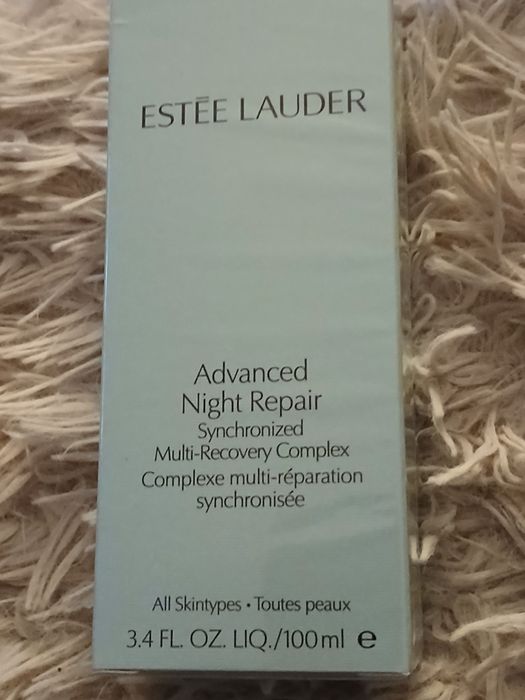 ESTĒE LAUDER
Advanced
Night Repair
Synchronized
Multi-Recovery Complex
Complexe multi-réparation
synchronisée
All Skintypes • Toutes peaux
3.4 FL. OZ. LIQ./100 ml ℮